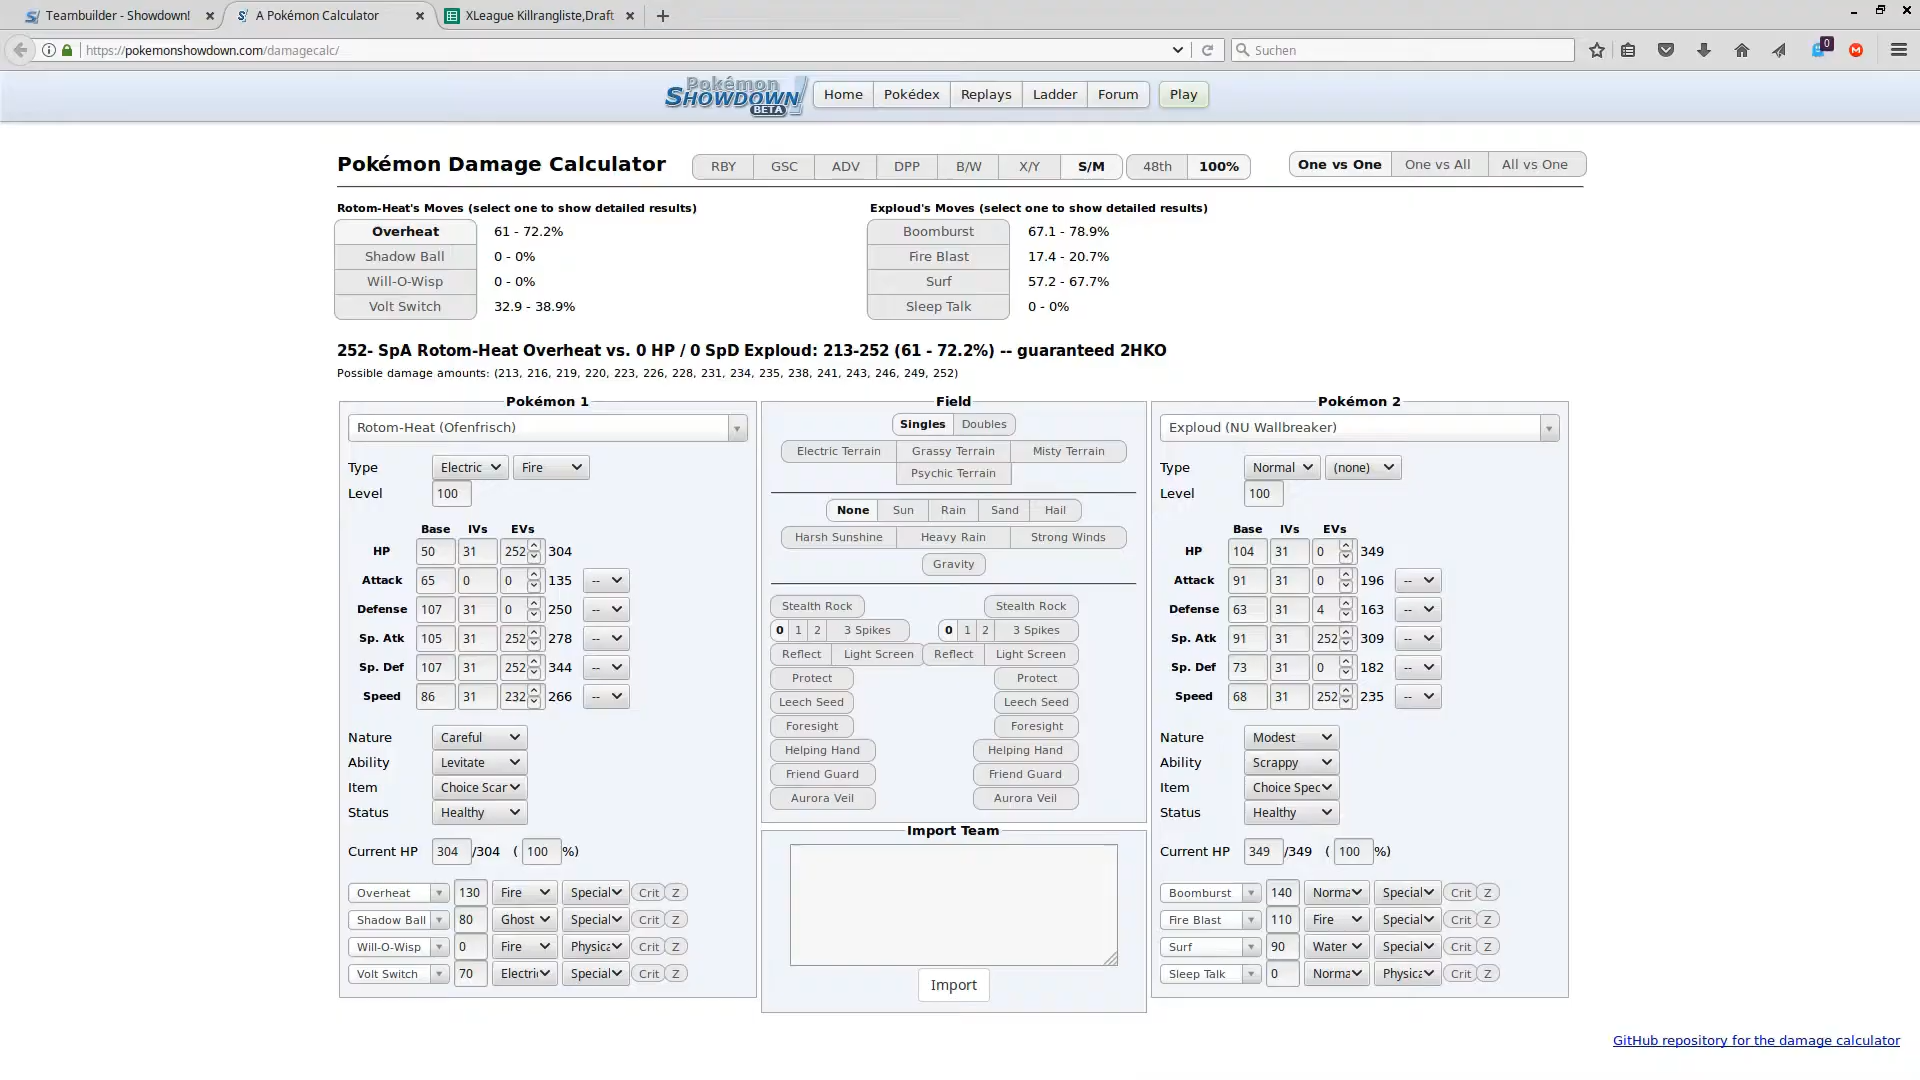 Teambuilder - Showdown!
A Pokémon Calculator
XLeague Killrangliste,Draft
https://pokemonshowdown.com/damagecalc/
Suchen
0
M
Pokémon
SHOWDOWN!
BETA
Home Pokédex Replays Ladder Forum Play
Pokémon Damage Calculator
RBY GSC ADV DPP B/W X/Y S/M 48th 100%
One vs One One vs All All vs One
Rotom-Heat's Moves (select one to show detailed results)
Overheat 61 - 72.2%
Shadow Ball 0 - 0%
Will-O-Wisp 0 - 0%
Volt Switch 32.9 - 38.9%
Exploud's Moves (select one to show detailed results)
Boomburst 67.1 - 78.9%
Fire Blast 17.4 - 20.7%
Surf 57.2 - 67.7%
Sleep Talk 0 - 0%
252- SpA Rotom-Heat Overheat vs. 0 HP / 0 SpD Exploud: 213-252 (61 - 72.2%) -- guaranteed 2HKO
Possible damage amounts: (213, 216, 219, 220, 223, 226, 228, 231, 234, 235, 238, 241, 243, 246, 249, 252)
Pokémon 1
Rotom-Heat (Ofenfrisch)
Type Electric Fire
Level 100
Base IVs EVs
HP 50 31 252 304
Attack 65 0 0 135 --
Defense 107 31 0 250 --
Sp. Atk 105 31 252 278 --
Sp. Def 107 31 252 344 --
Speed 86 31 232 266 --
Nature Careful
Ability Levitate
Item Choice Scar
Status Healthy
Current HP 304 /304 ( 100 %)
Overheat 130 Fire Special Crit Z
Shadow Ball 80 Ghost Special Crit Z
Will-O-Wisp 0 Fire Physica Crit Z
Volt Switch 70 Electri Special Crit Z
Field
Singles Doubles
Electric Terrain Grassy Terrain Misty Terrain
Psychic Terrain
None Sun Rain Sand Hail
Harsh Sunshine Heavy Rain Strong Winds
Gravity
Stealth Rock Stealth Rock
0 1 2 3 Spikes 0 1 2 3 Spikes
Reflect Light Screen Reflect Light Screen
Protect Protect
Leech Seed Leech Seed
Foresight Foresight
Helping Hand Helping Hand
Friend Guard Friend Guard
Aurora Veil Aurora Veil
Import Team
Import
Pokémon 2
Exploud (NU Wallbreaker)
Type Normal (none)
Level 100
Base IVs EVs
HP 104 31 0 349
Attack 91 31 0 196 --
Defense 63 31 4 163 --
Sp. Atk 91 31 252 309 --
Sp. Def 73 31 0 182 --
Speed 68 31 252 235 --
Nature Modest
Ability Scrappy
Item Choice Spec
Status Healthy
Current HP 349 /349 ( 100 %)
Boomburst 140 Norma Special Crit Z
Fire Blast 110 Fire Special Crit Z
Surf 90 Water Special Crit Z
Sleep Talk 0 Norma Physica Crit Z
GitHub repository for the damage calculator